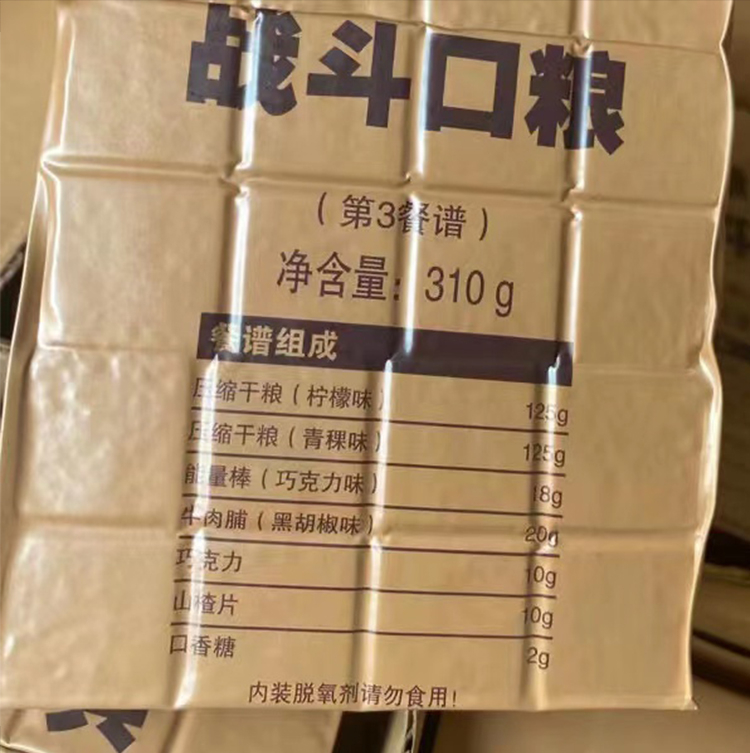 战斗口粮
（第3餐谱）
净含量：310 g
餐谱组成
压缩干粮（柠檬味） 125g
压缩干粮（青稞味） 125g
能量棒（巧克力味） 18g
牛肉脯（黑胡椒味） 20g
巧克力 10g
山楂片 10g
口香糖 2g
内装脱氧剂请勿食用！